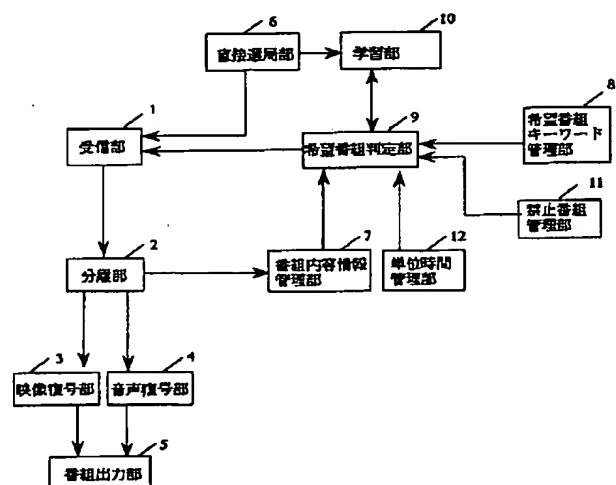 6
直接選局部
10
学習部
1
受信部
9
希望番組判定部
8
希望番組
キーワード
管理部
11
禁止番組
管理部
2
分離部
7
番組内容情報
管理部
12
単位時間
管理部
3
映像復号部
4
音声復号部
5
番組出力部